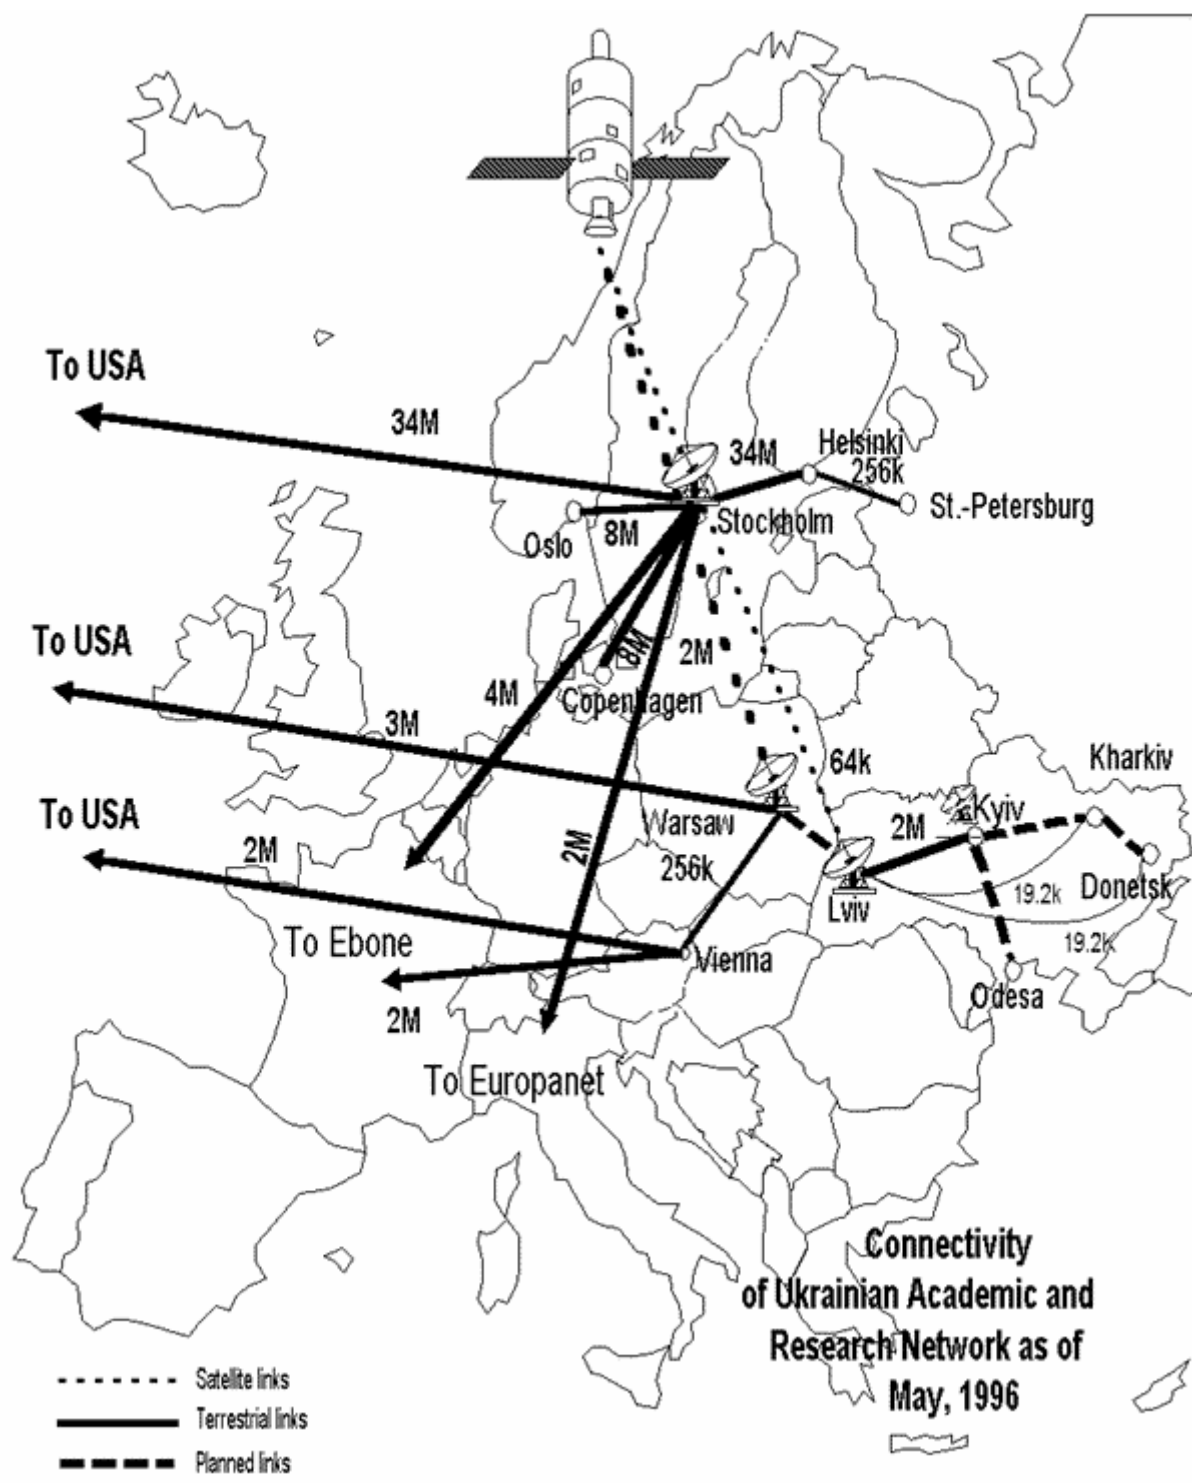 To USA
34M
34M
Helsinki
256k
St.-Petersburg
Stockholm
Oslo
8M
To USA
8M
2M
4M
Copenhagen
3M
64k
Kharkiv
To USA
2M
Warsaw
2M
Kyiv
2M
256k
19.2k
Donetsk
Lviv
To Ebone
19.2K
Vienna
Odesa
2M
To Europanet
Connectivity
of Ukrainian Academic and
Research Network as of
May, 1996
Satellite links
Terrestrial links
Planned links